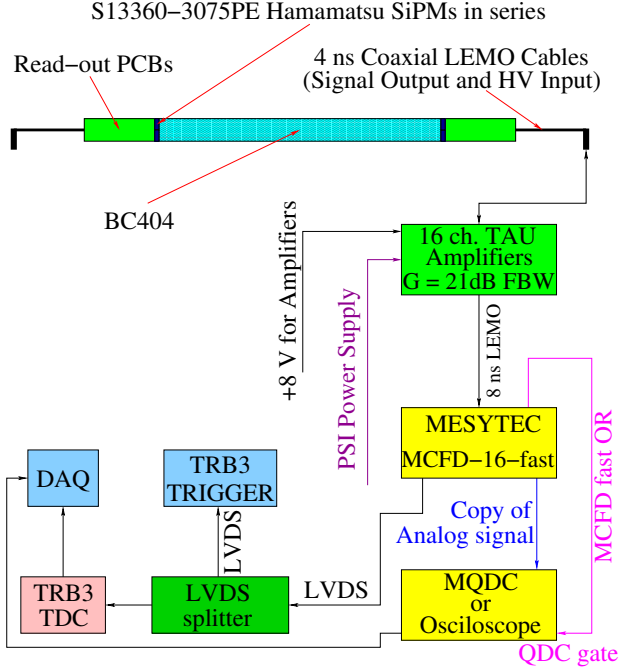 S13360−3075PE Hamamatsu SiPMs in series
Read−out PCBs
4 ns Coaxial LEMO Cables
(Signal Output and HV Input)
BC404
16 ch. TAU
Amplifiers
G = 21dB FBW
+8 V for Amplifiers
PSI Power Supply
8 ns LEMO
MESYTEC
MCFD−16−fast
MCFD fast OR
DAQ
TRB3
TRIGGER
LVDS
Copy of
Analog signal
TRB3
TDC
LVDS
splitter
LVDS
MQDC
or
Osciloscope
QDC gate